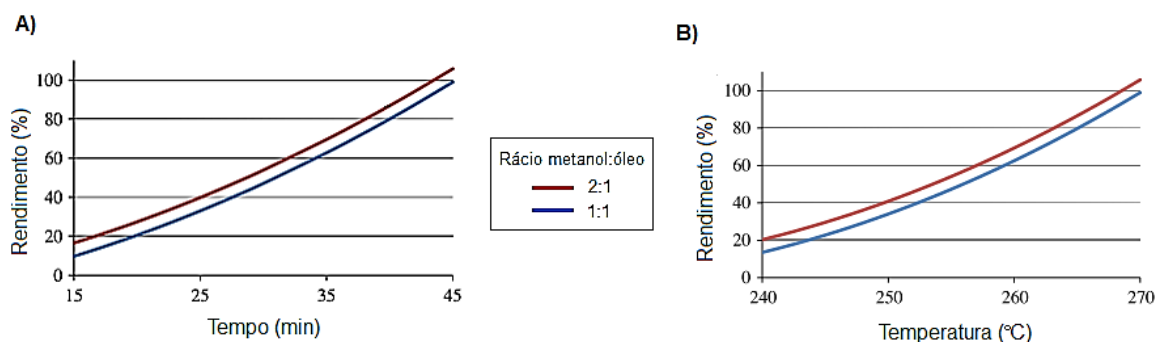 A)
Rendimento (%)
100
80
60
40
20
0
15 25 35 45
Tempo (min)
Rácio metanol:óleo
2:1
1:1
B)
Rendimento (%)
100
80
60
40
20
0
240 250 260 270
Temperatura (°C)